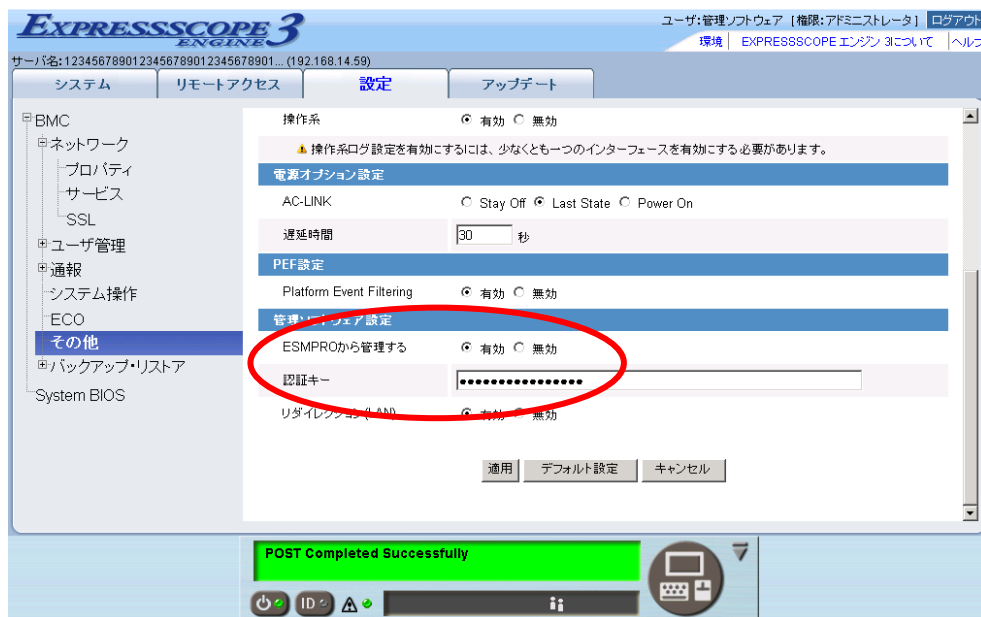 EXPRESSSCOPE 3
ENGINE
ユーザ:管理ソフトウェア [権限:アドミニストレータ] ログアウト
環境 EXPRESSSCOPE エンジン 3について ヘルプ
サーバ名:1234567890123456789012345678901... (192.168.14.59)
システム リモートアクセス 設定 アップデート
BMC
ネットワーク
プロパティ
サービス
SSL
ユーザ管理
通報
システム操作
ECO
その他
バックアップ・リストア
System BIOS
操作系 有効 無効
操作系ログ設定を有効にするには、少なくとも一つのインターフェースを有効にする必要があります。
電源オプション設定
AC-LINK Stay Off Last State Power On
遅延時間 30 秒
PEF設定
Platform Event Filtering 有効 無効
管理ソフトウェア設定
ESMPROから管理する 有効 無効
認証キー ••••••••••••••••
リダイレクション(LAN) 有効 無効
適用 デフォルト設定 キャンセル
POST Completed Successfully
ID